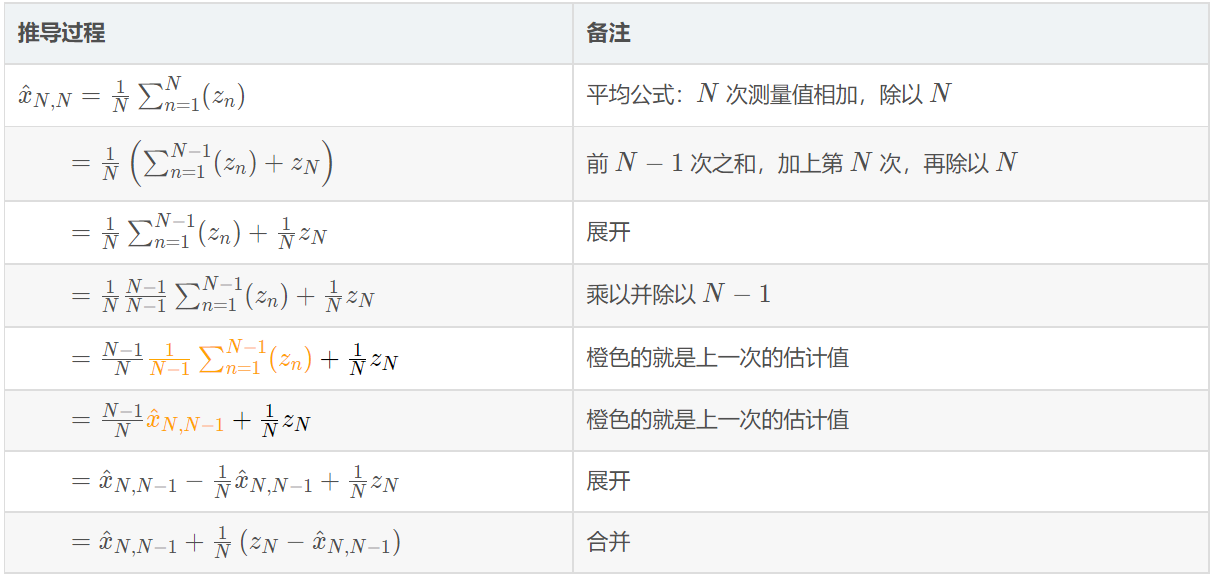 推导过程 备注
$\hat{x}_{N,N} = \frac{1}{N} \sum_{n=1}^{N} (z_n)$ 平均公式：$N$ 次测量值相加，除以 $N$
$= \frac{1}{N} \left( \sum_{n=1}^{N-1} (z_n) + z_N \right)$ 前 $N-1$ 次之和，加上第 $N$ 次，再除以 $N$
$= \frac{1}{N} \sum_{n=1}^{N-1} (z_n) + \frac{1}{N} z_N$ 展开
$= \frac{1}{N} \frac{N-1}{N-1} \sum_{n=1}^{N-1} (z_n) + \frac{1}{N} z_N$ 乘以并除以 $N-1$
$= \frac{N-1}{N} \frac{1}{N-1} \sum_{n=1}^{N-1} (z_n) + \frac{1}{N} z_N$ 橙色的就是上一次的估计值
$= \frac{N-1}{N} \hat{x}_{N,N-1} + \frac{1}{N} z_N$ 橙色的就是上一次的估计值
$= \hat{x}_{N,N-1} - \frac{1}{N} \hat{x}_{N,N-1} + \frac{1}{N} z_N$ 展开
$= \hat{x}_{N,N-1} + \frac{1}{N} \left( z_N - \hat{x}_{N,N-1} \right)$ 合并